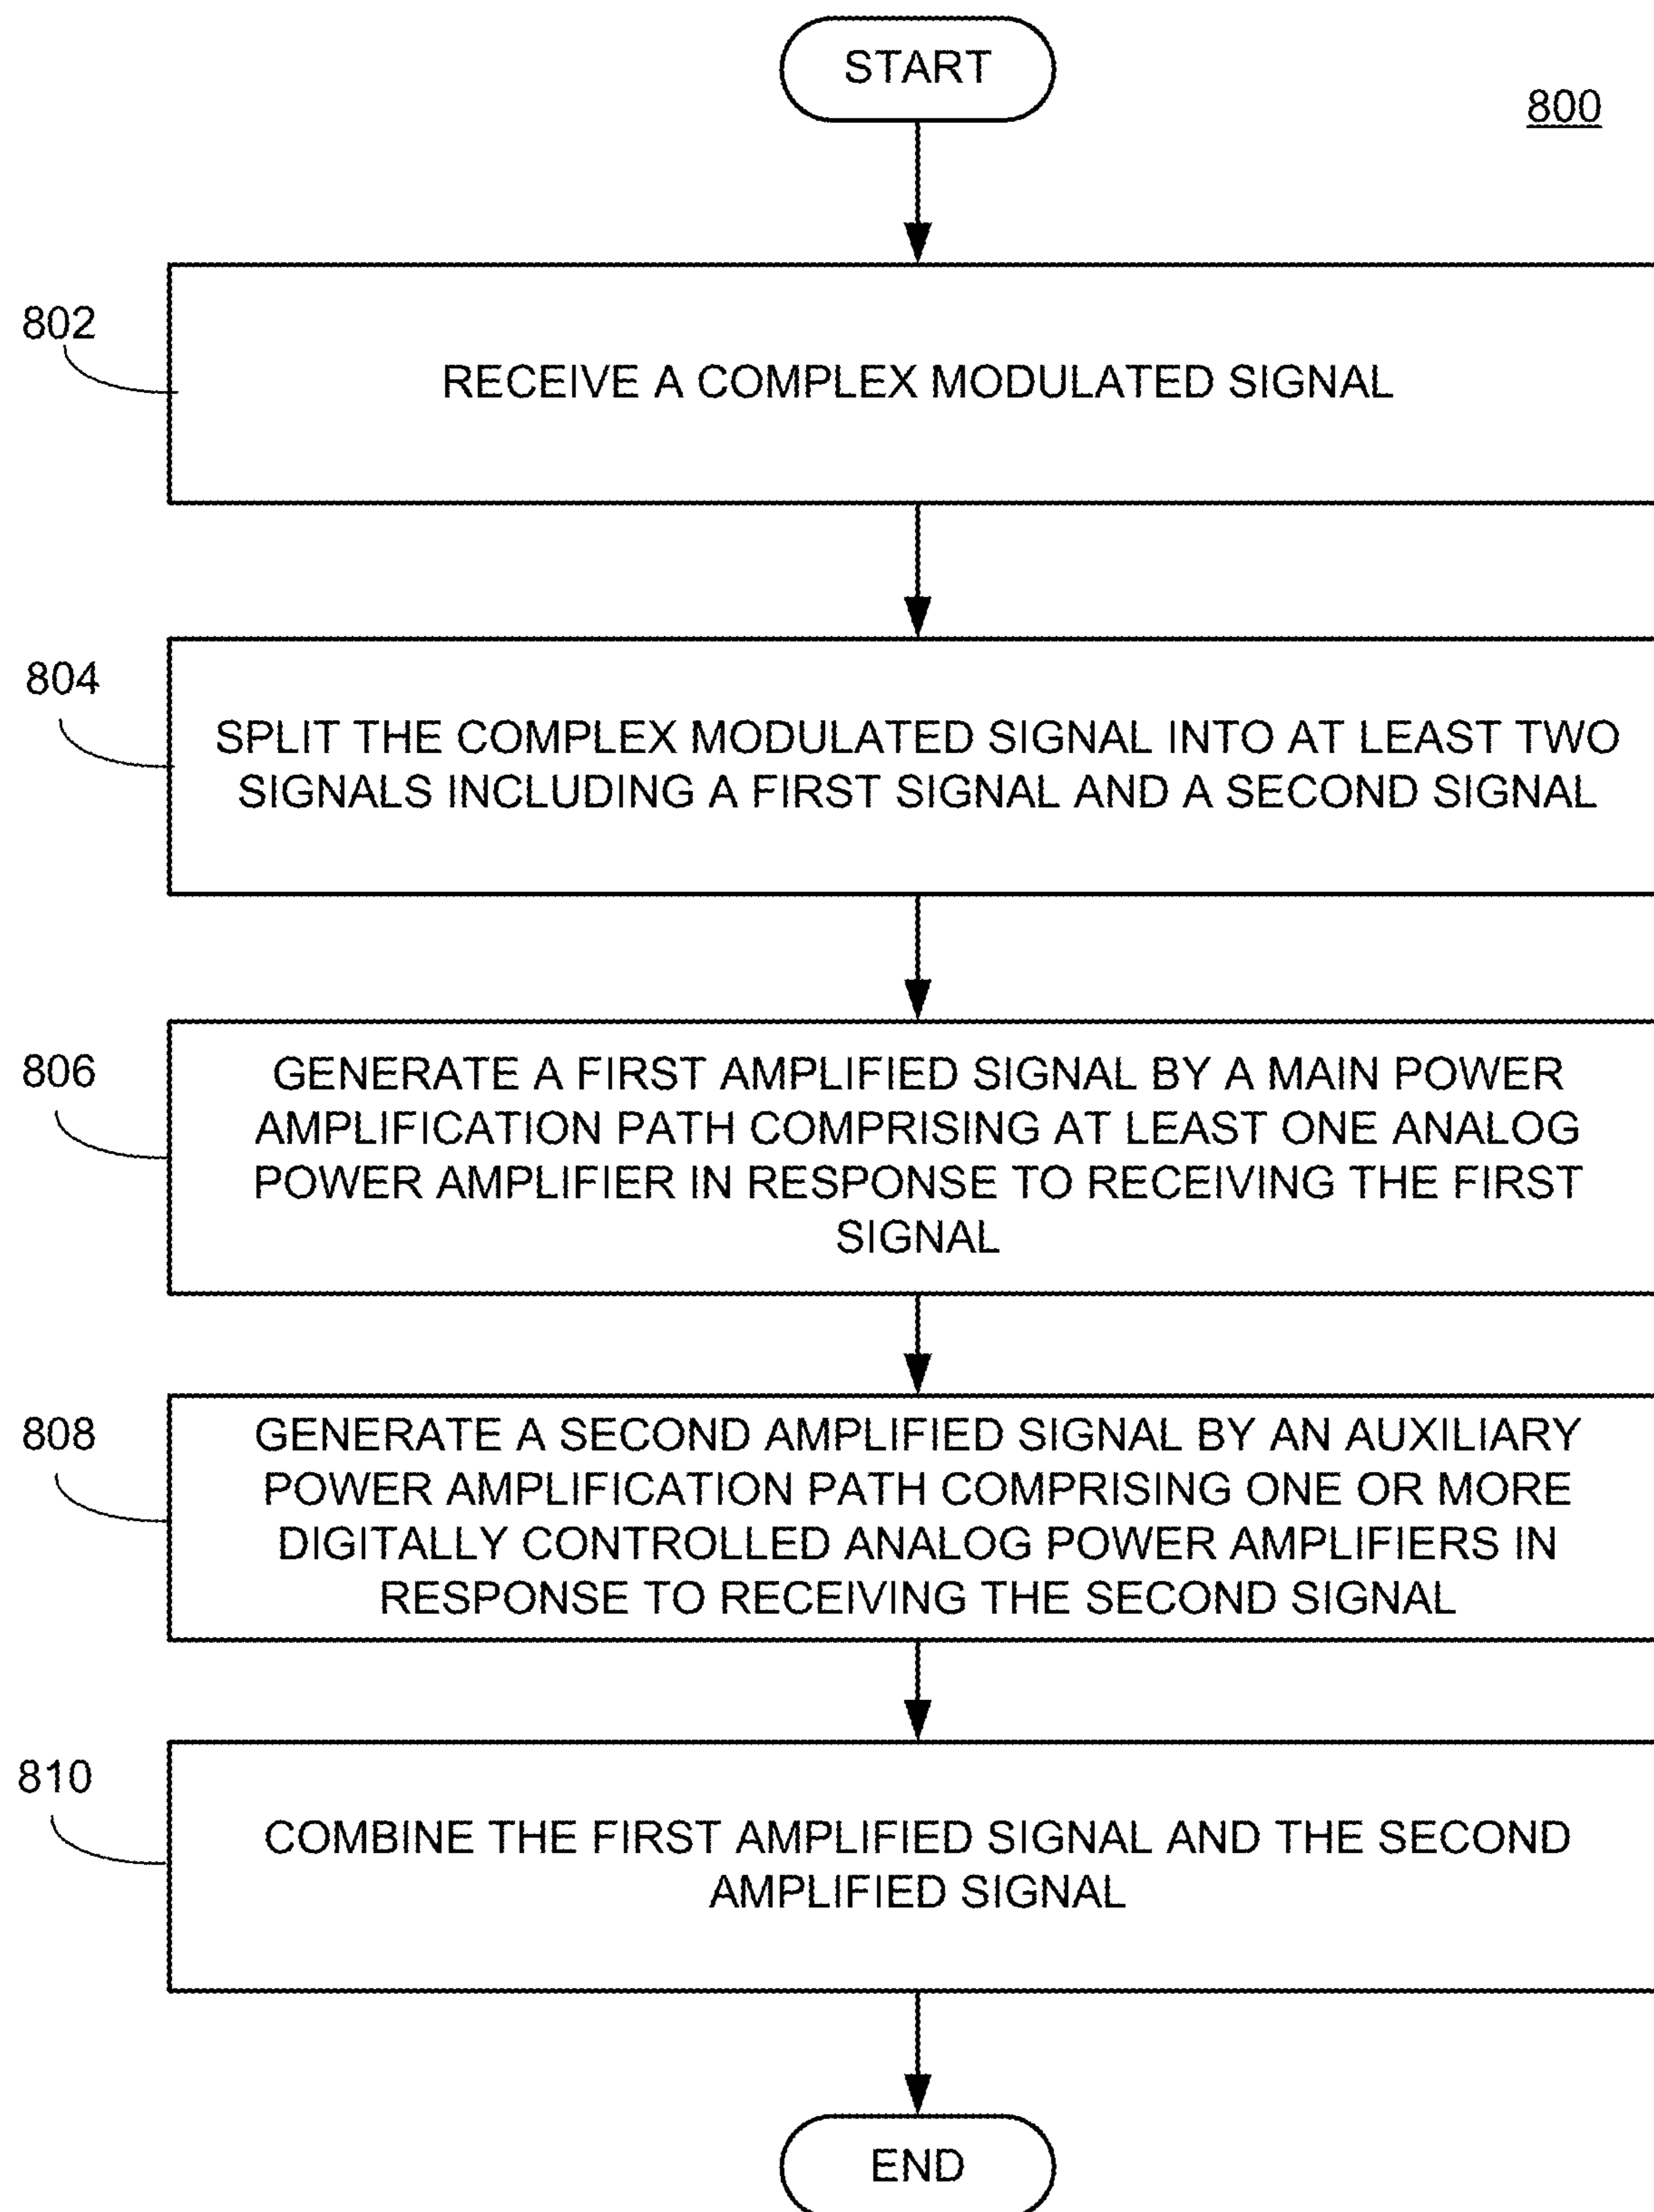 START
800
802
RECEIVE A COMPLEX MODULATED SIGNAL
804
SPLIT THE COMPLEX MODULATED SIGNAL INTO AT LEAST TWO
SIGNALS INCLUDING A FIRST SIGNAL AND A SECOND SIGNAL
806
GENERATE A FIRST AMPLIFIED SIGNAL BY A MAIN POWER
AMPLIFICATION PATH COMPRISING AT LEAST ONE ANALOG
POWER AMPLIFIER IN RESPONSE TO RECEIVING THE FIRST
SIGNAL
808
GENERATE A SECOND AMPLIFIED SIGNAL BY AN AUXILIARY
POWER AMPLIFICATION PATH COMPRISING ONE OR MORE
DIGITALLY CONTROLLED ANALOG POWER AMPLIFIERS IN
RESPONSE TO RECEIVING THE SECOND SIGNAL
810
COMBINE THE FIRST AMPLIFIED SIGNAL AND THE SECOND
AMPLIFIED SIGNAL
END